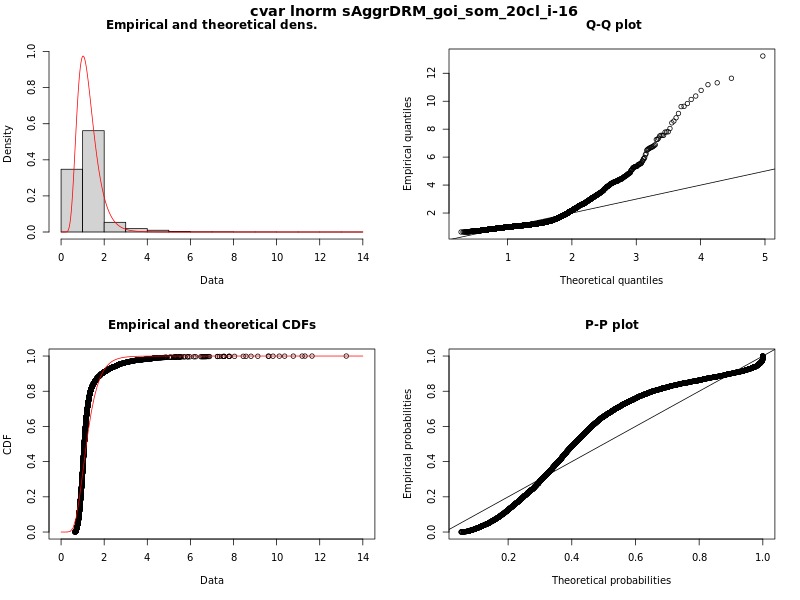 cvar lnorm sAggrDRM_goi_som_20cl_i-16
Empirical and theoretical dens.
Density
0.0 0.2 0.4 0.6 0.8 1.0
0 2 4 6 8 10 12 14
Data
Q-Q plot
Empirical quantiles
2 4 6 8 10 12
1 2 3 4 5
Theoretical quantiles
Empirical and theoretical CDFs
CDF
0.0 0.2 0.4 0.6 0.8 1.0
0 2 4 6 8 10 12 14
Data
P-P plot
Empirical probabilities
0.0 0.2 0.4 0.6 0.8 1.0
0.2 0.4 0.6 0.8 1.0
Theoretical probabilities